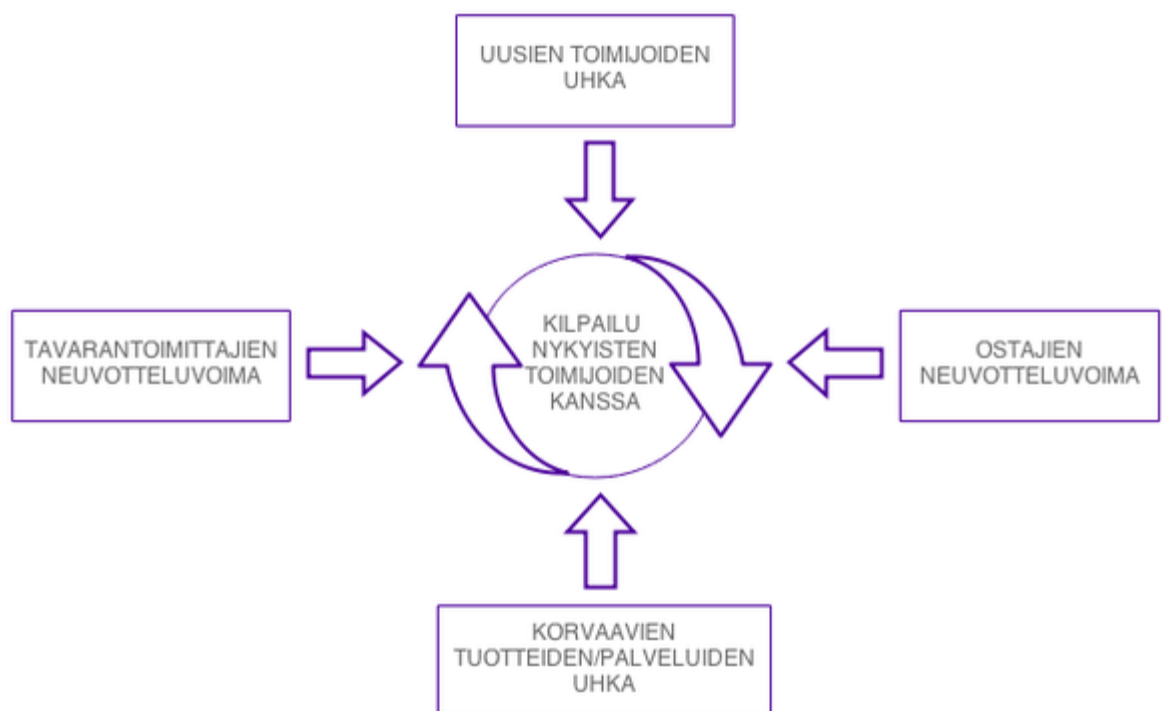 UUSIEN TOIMIJOIDEN
UHKA
TAVARANTOIMITTAJIEN
NEUVOTTELUVOIMA
KILPAILU
NYKYISTEN
TOIMIJOIDEN
KANSSA
OSTAJIEN
NEUVOTTELUVOIMA
KORVAAVIEN
TUOTTEIDEN/PALVELUIDEN
UHKA